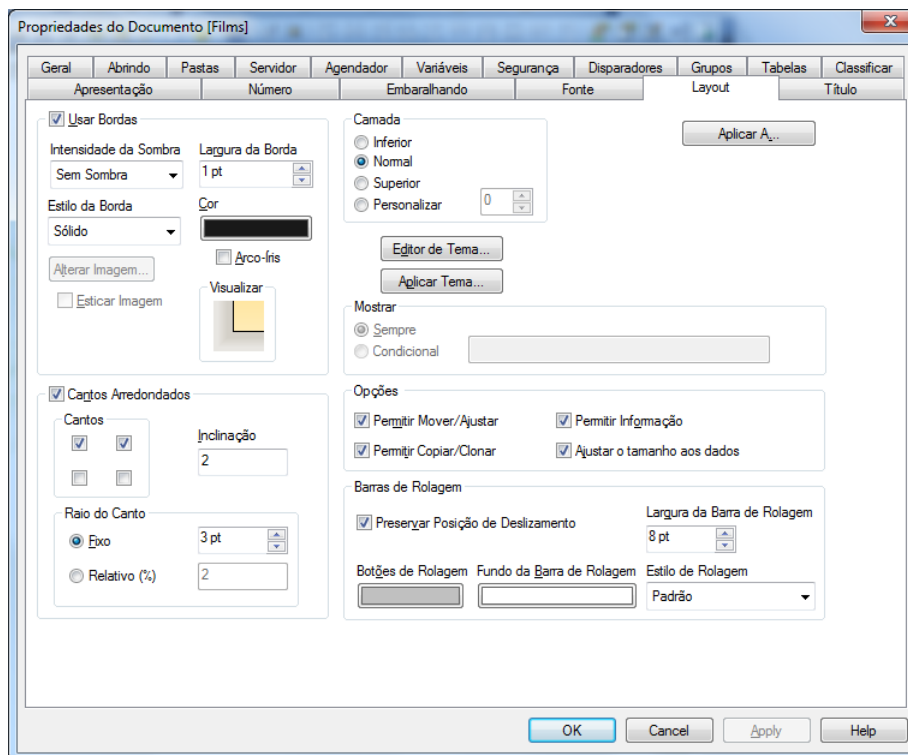 Propriedades do Documento [Films]
Geral Abrindo Pastas Servidor Agendador Variáveis Segurança Disparadores Grupos Tabelas Classificar
Apresentação Número Embaralhando Fonte Layout Título
Usar Bordas
Intensidade da Sombra Largura da Borda
Sem Sombra 1 pt
Estilo da Borda Cor
Sólido
Arco-Íris
Alterar Imagem...
Esticar Imagem
Visualizar
Camada
Inferior
Normal
Superior
Personalizar 0
Aplicar A...
Editor de Tema...
Aplicar Tema...
Mostrar
Sempre
Condicional
Cantos Arredondados
Cantos
Inclinação
2
Raio do Canto
Fixo 3 pt
Relativo (%) 2
Opções
Permitir Mover/Ajustar Permitir Informação
Permitir Copiar/Clonar Ajustar o tamanho aos dados
Barras de Rolagem
Preservar Posição de Deslizamento
Largura da Barra de Rolagem
8 pt
Botões de Rolagem Fundo da Barra de Rolagem Estilo de Rolagem
Padrão
OK Cancel Apply Help